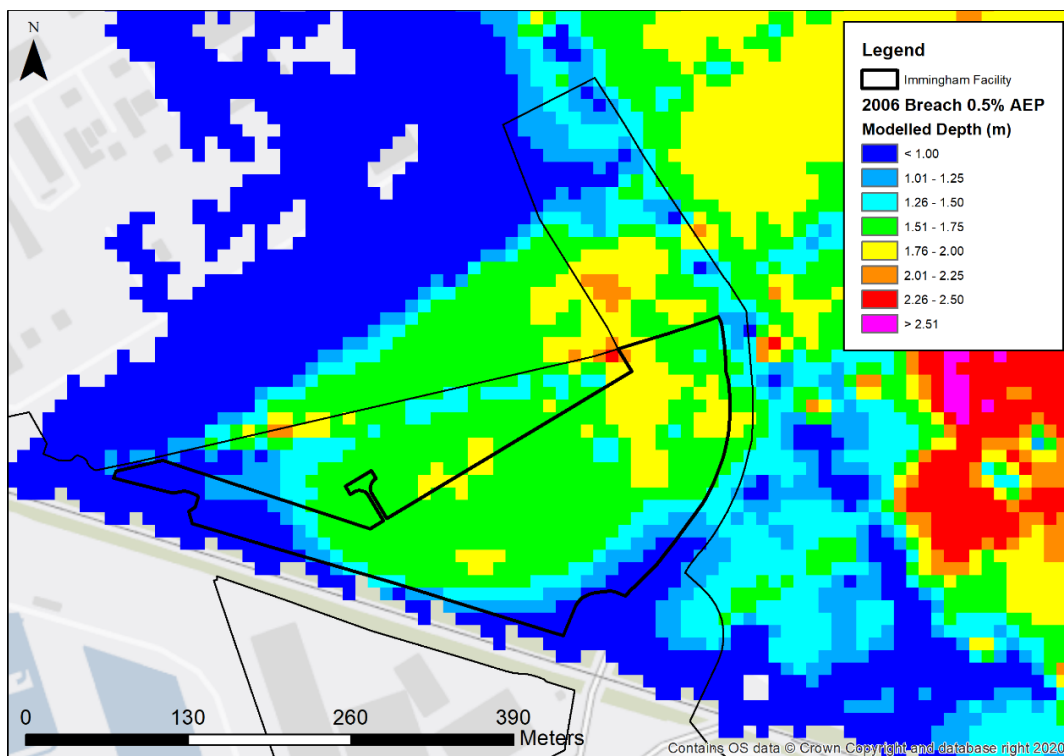 N
Legend
Immingham Facility
2006 Breach 0.5% AEP
Modelled Depth (m)
< 1.00
1.01 - 1.25
1.26 - 1.50
1.51 - 1.75
1.76 - 2.00
2.01 - 2.25
2.26 - 2.50
> 2.51
0 130 260 390
Meters
Contains OS data © Crown Copyright and database right 2020